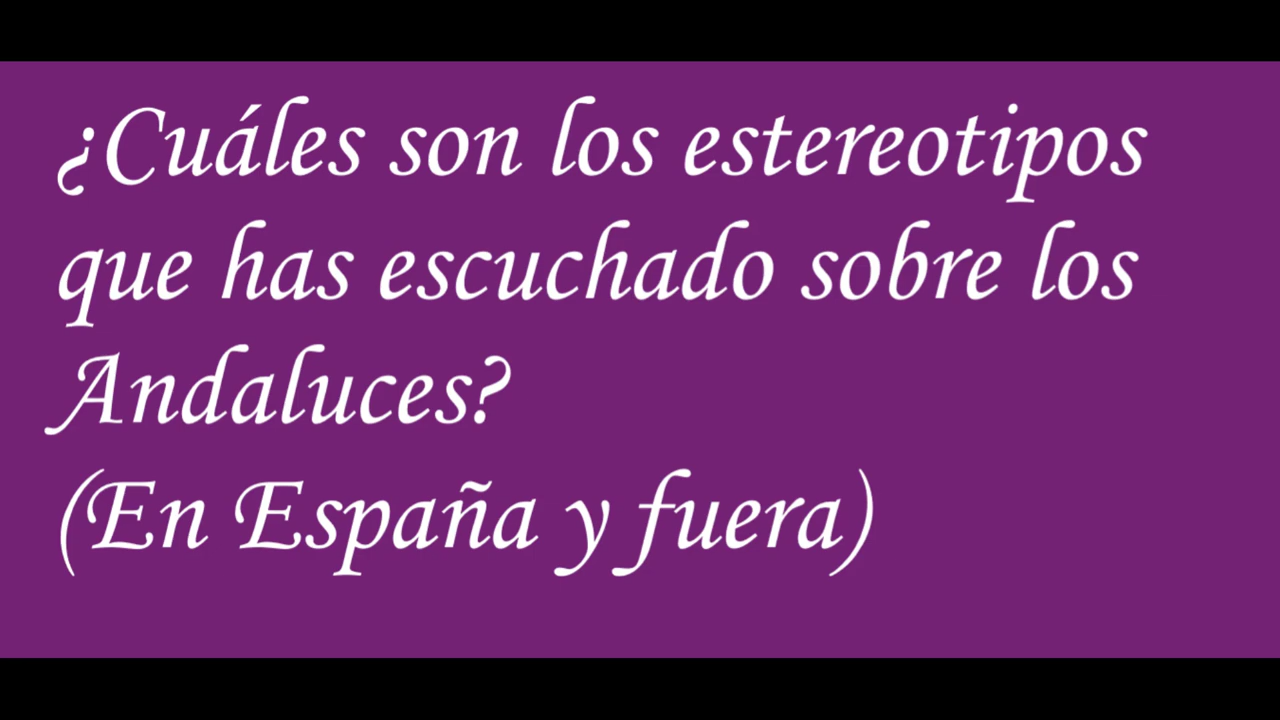 ¿Cuáles son los estereotipos
que has escuchado sobre los
Andaluces?
(En España y fuera)